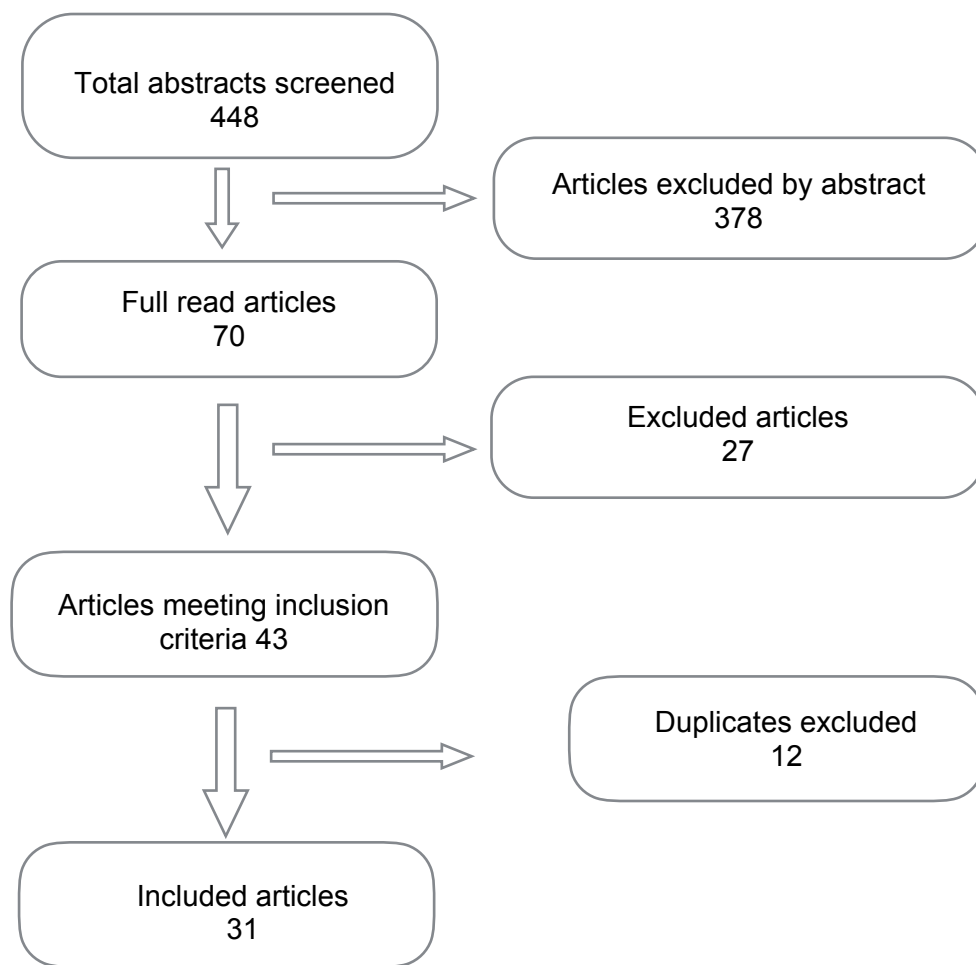 Total abstracts screened
448
Articles excluded by abstract
378
Full read articles
70
Excluded articles
27
Articles meeting inclusion
criteria 43
Duplicates excluded
12
Included articles
31